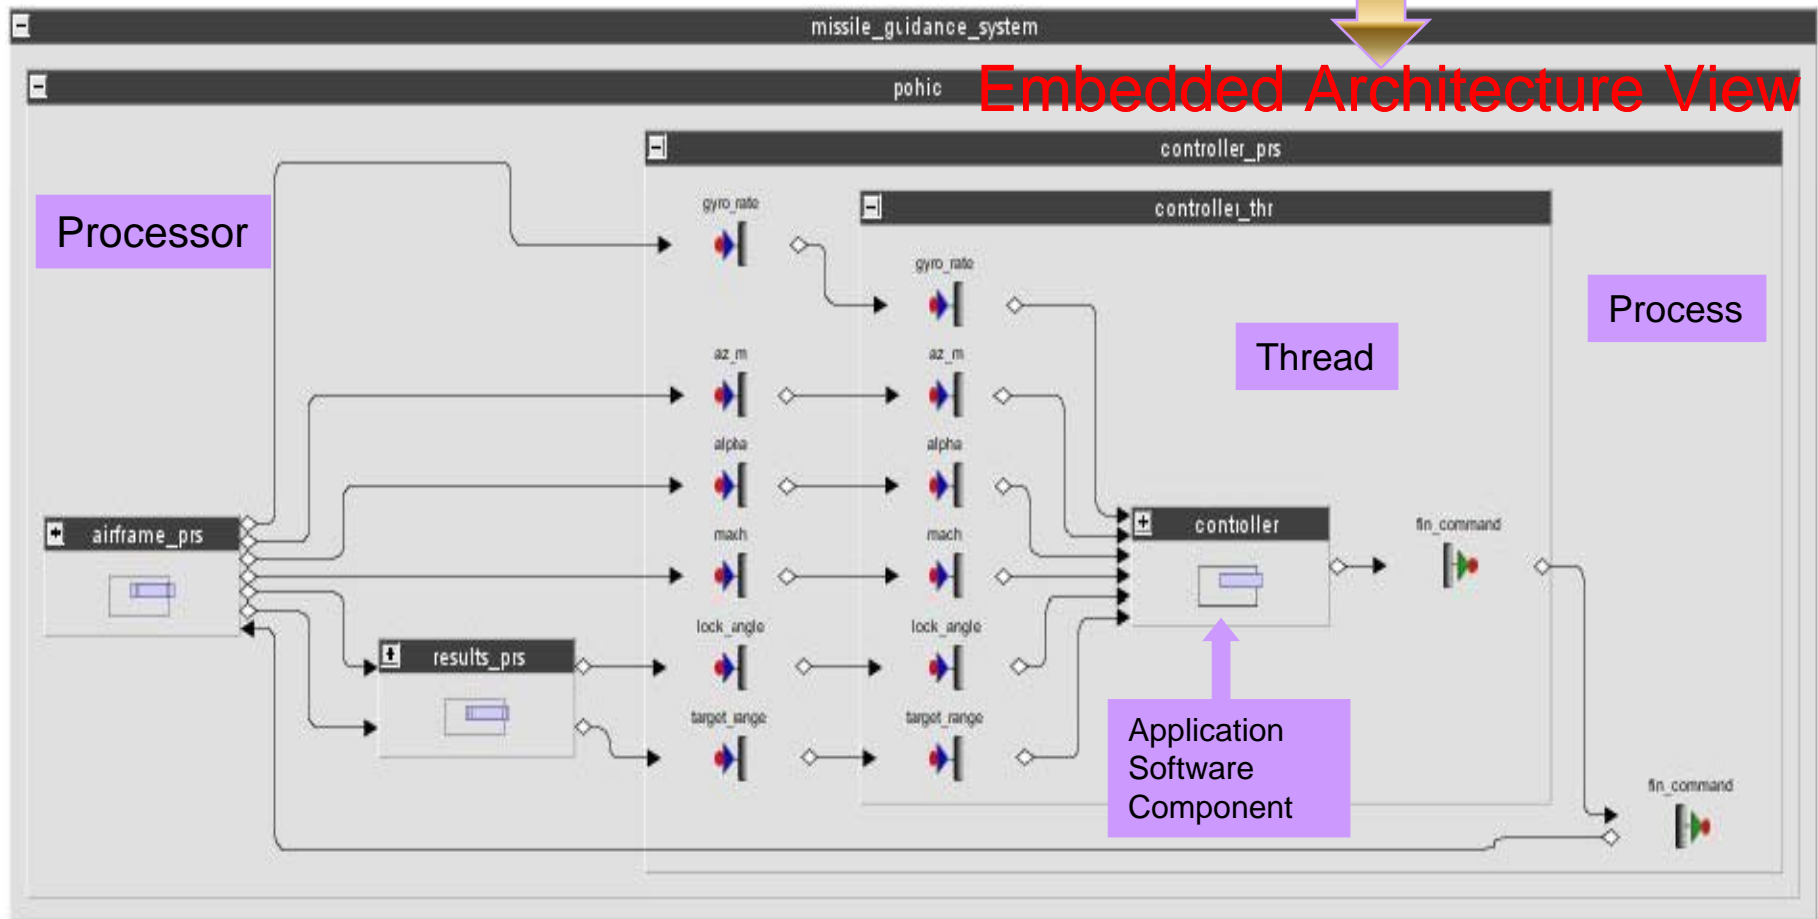 missile_guidance_system
pohic
Embedded Architecture View
controller_prs
Processor
gyro_rate
controller_thr
gyro_rate
Process
Thread
az_m
az_m
alpha
alpha
airframe_prs
mach
mach
controller
fin_command
lock_angle
lock_angle
results_prs
target_range
target_range
Application
Software
Component
fin_command